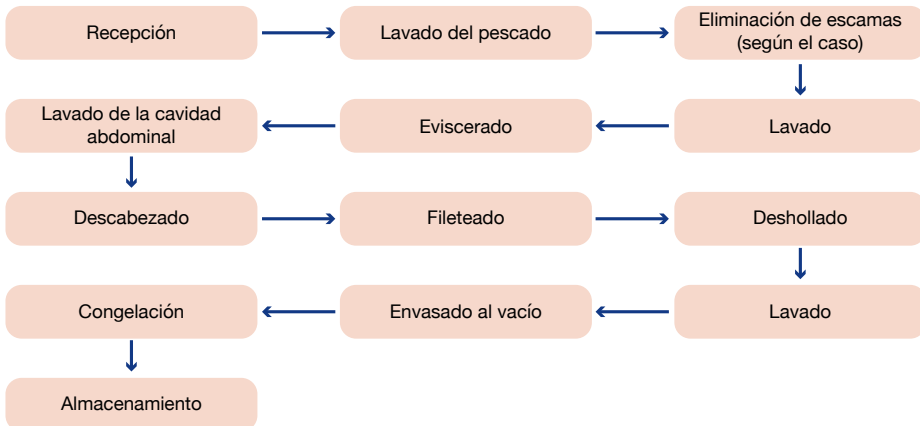 Recepción
Lavado del pescado
Eliminación de escamas
(según el caso)
Lavado
Eviscerado
Lavado de la cavidad
abdominal
Descabezado
Fileteado
Deshollado
Lavado
Envasado al vacío
Congelación
Almacenamiento